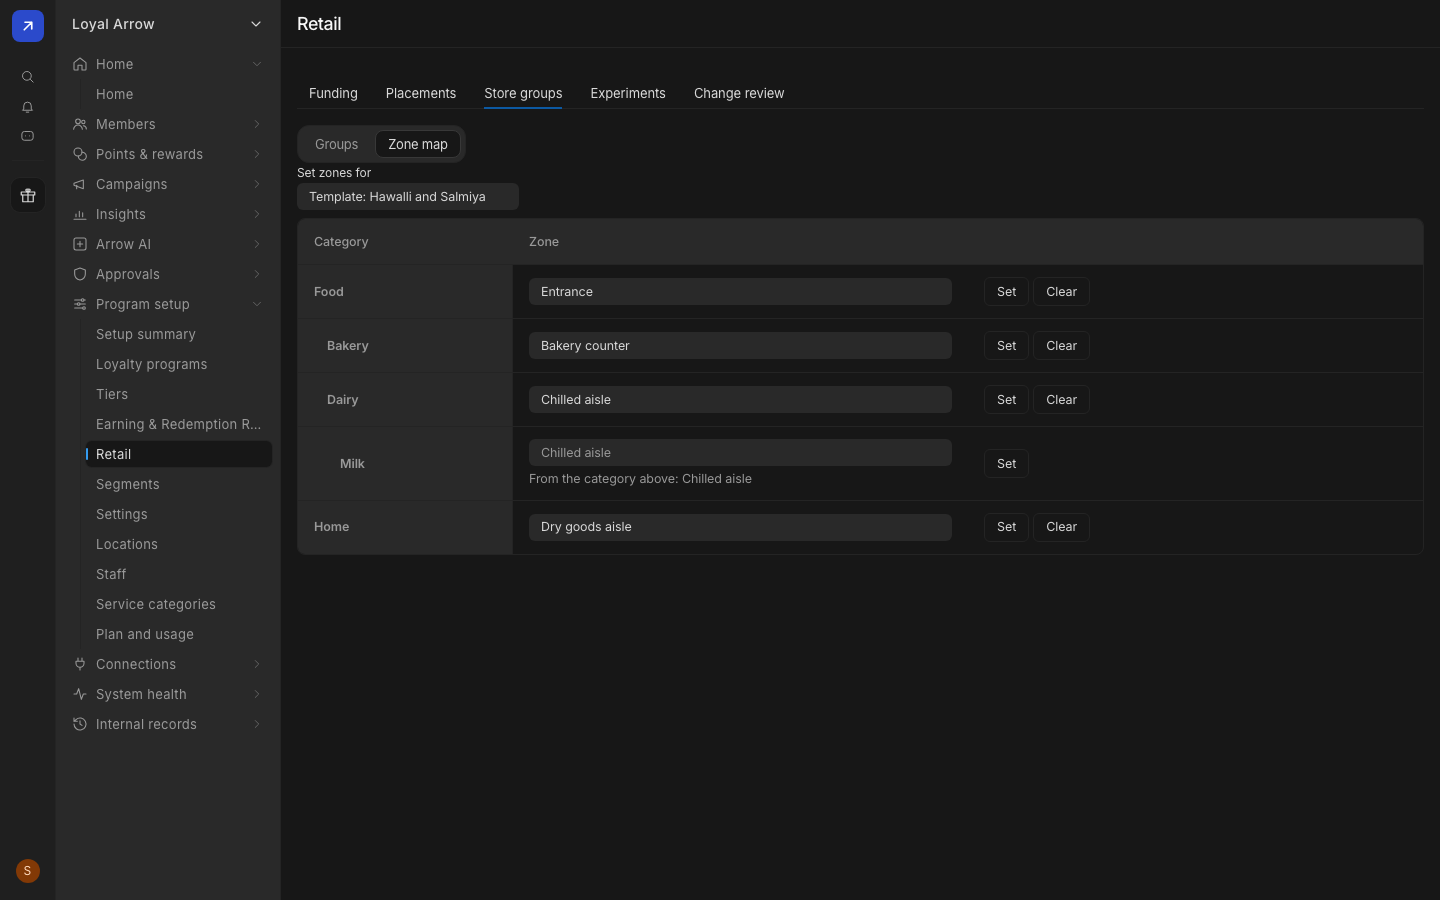 Loyal Arrow
Home
Home
Members
Points & rewards
Campaigns
Insights
Arrow AI
Approvals
Program setup
Setup summary
Loyalty programs
Tiers
Earning & Redemption R...
Retail
Segments
Settings
Locations
Staff
Service categories
Plan and usage
Connections
System health
Internal records
S
Retail
Funding Placements Store groups Experiments Change review
Groups Zone map
Set zones for
Template: Hawalli and Salmiya
Category Zone
Food Entrance Set Clear
Bakery Bakery counter Set Clear
Dairy Chilled aisle Set Clear
Milk Chilled aisle Set
From the category above: Chilled aisle
Home Dry goods aisle Set Clear